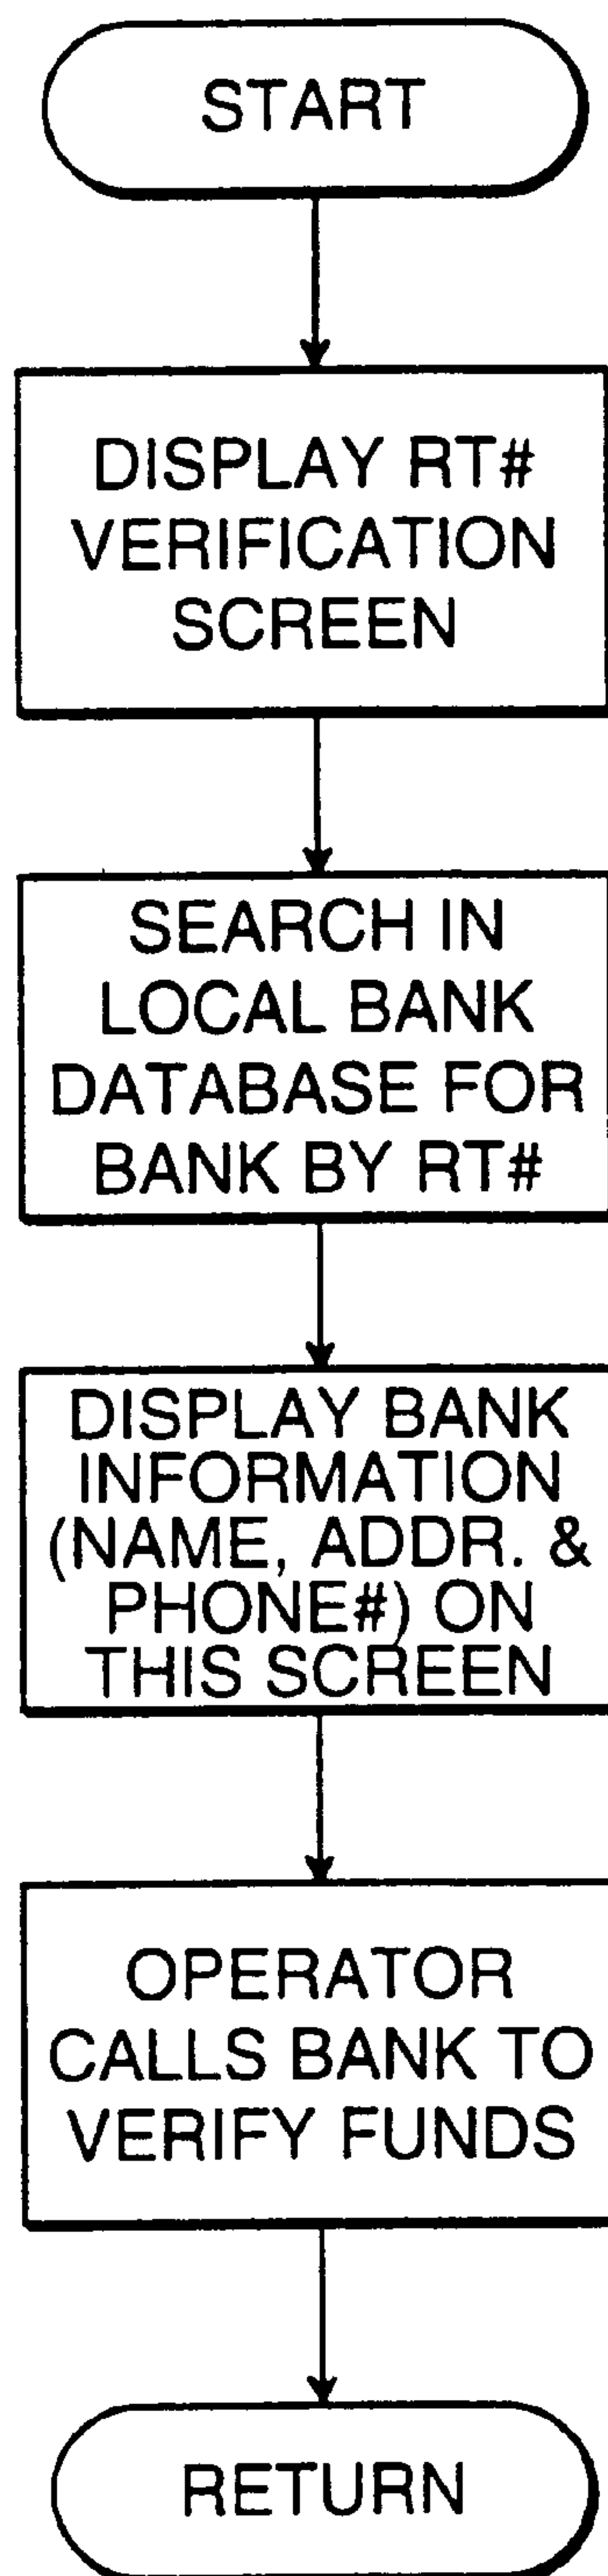 START
DISPLAY RT#
VERIFICATION
SCREEN
SEARCH IN
LOCAL BANK
DATABASE FOR
BANK BY RT#
DISPLAY BANK
INFORMATION
(NAME, ADDR. &
PHONE#) ON
THIS SCREEN
OPERATOR
CALLS BANK TO
VERIFY FUNDS
RETURN